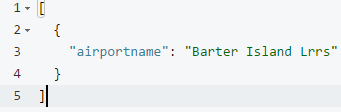 1 [
2 {
3 "airportname": "Barter Island Lrrs"
4 }
5 ]